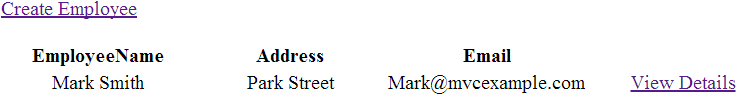 Create Employee
EmployeeName Address Email
Mark Smith Park Street Mark@mvcexample.com View Details